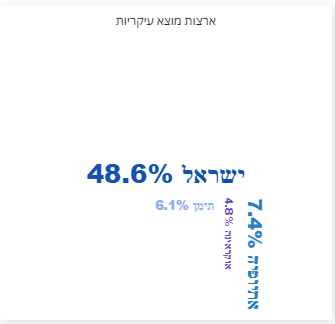 ארצות מוצא עיקריות
ישראל 48.6%
תימן 6.1%
אוקראינה 4.8%
אתיופיה 7.4%